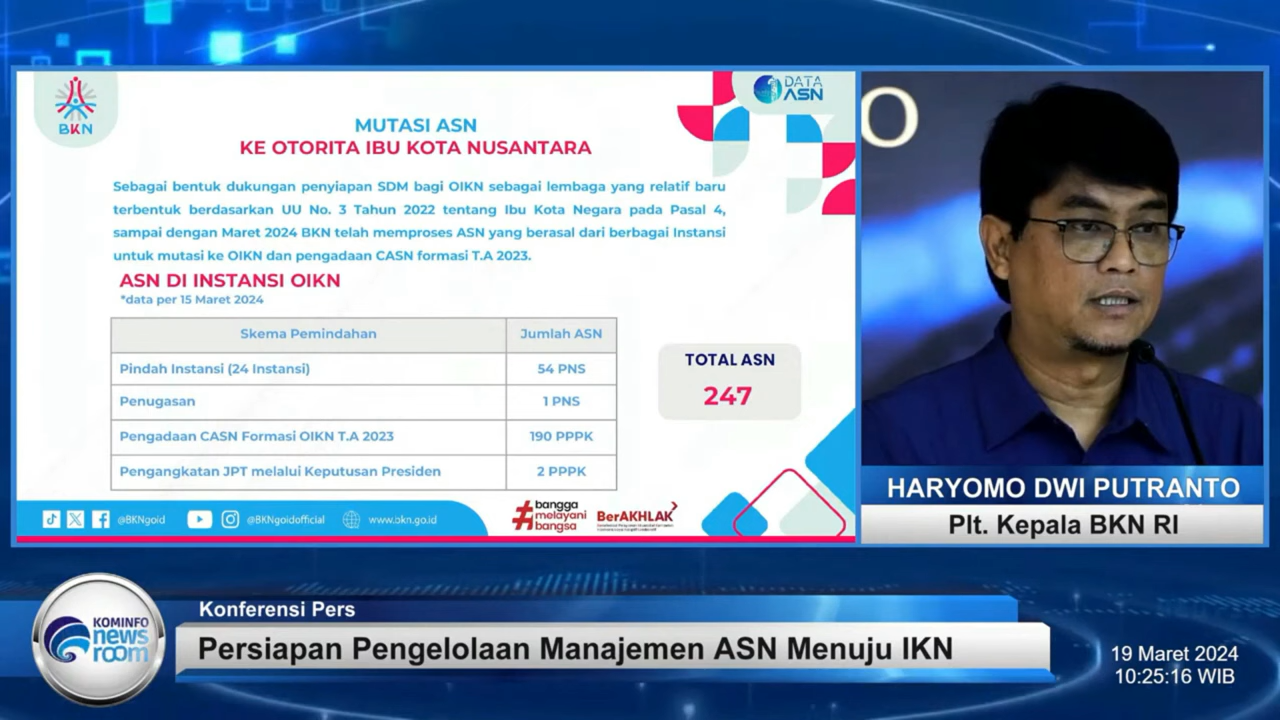 BKN
DATA
ASN
MUTASI ASN
KE OTORITA IBU KOTA NUSANTARA
Sebagai bentuk dukungan penyiapan SDM bagi OIKN sebagai lembaga yang relatif baru
terbentuk berdasarkan UU No. 3 Tahun 2022 tentang Ibu Kota Negara pada Pasal 4,
sampai dengan Maret 2024 BKN telah memproses ASN yang berasal dari berbagai Instansi
untuk mutasi ke OIKN dan pengadaan CASN formasi T.A 2023.
ASN DI INSTANSI OIKN
*data per 15 Maret 2024
Skema Pemindahan Jumlah ASN
Pindah Instansi (24 Instansi) 54 PNS
Penugasan 1 PNS
Pengadaan CASN Formasi OIKN T.A 2023 190 PPPK
Pengangkatan JPT melalui Keputusan Presiden 2 PPPK
TOTAL ASN
247
@BKNgoid @BKNgoidofficial www.bkn.go.id
#bangga
melayani
bangsa
BerAKHLAK
O
HARYOMO DWI PUTRANTO
Plt. Kepala BKN RI
KOMINFO
news
room
Konferensi Pers
Persiapan Pengelolaan Manajemen ASN Menuju IKN
19 Maret 2024
10:25:16 WIB